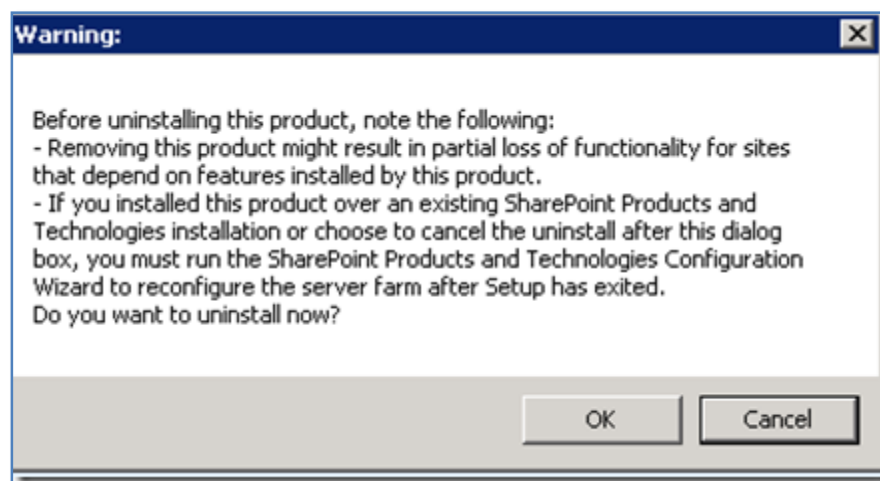 Warning:
Before uninstalling this product, note the following:
- Removing this product might result in partial loss of functionality for sites
that depend on features installed by this product.
- If you installed this product over an existing SharePoint Products and
Technologies installation or choose to cancel the uninstall after this dialog
box, you must run the SharePoint Products and Technologies Configuration
Wizard to reconfigure the server farm after Setup has exited.
Do you want to uninstall now?
OK
Cancel